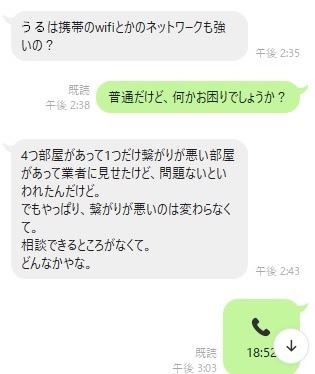 うるは携帯のwifiとかのネットワークも強
いの？
午後 2:35
既読
午後 2:38
普通だけど、何かお困りでしょうか？
4つ部屋があって1つだけ繋がりが悪い部屋
があって業者に見せたけど、問題ないとい
われたんだけど。
でもやっぱり、繋がりが悪いのは変わらなく
て。
相談できるところがなくて。
どんなかやな。
午後 2:43
既読
午後 3:03
18:52